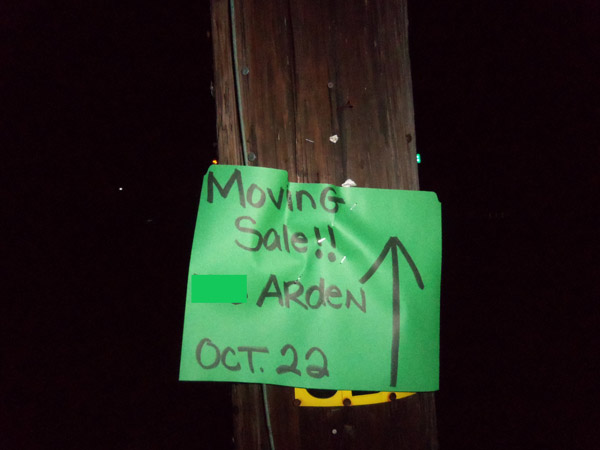 Moving
Sale!!
ARdeN
OCT. 22